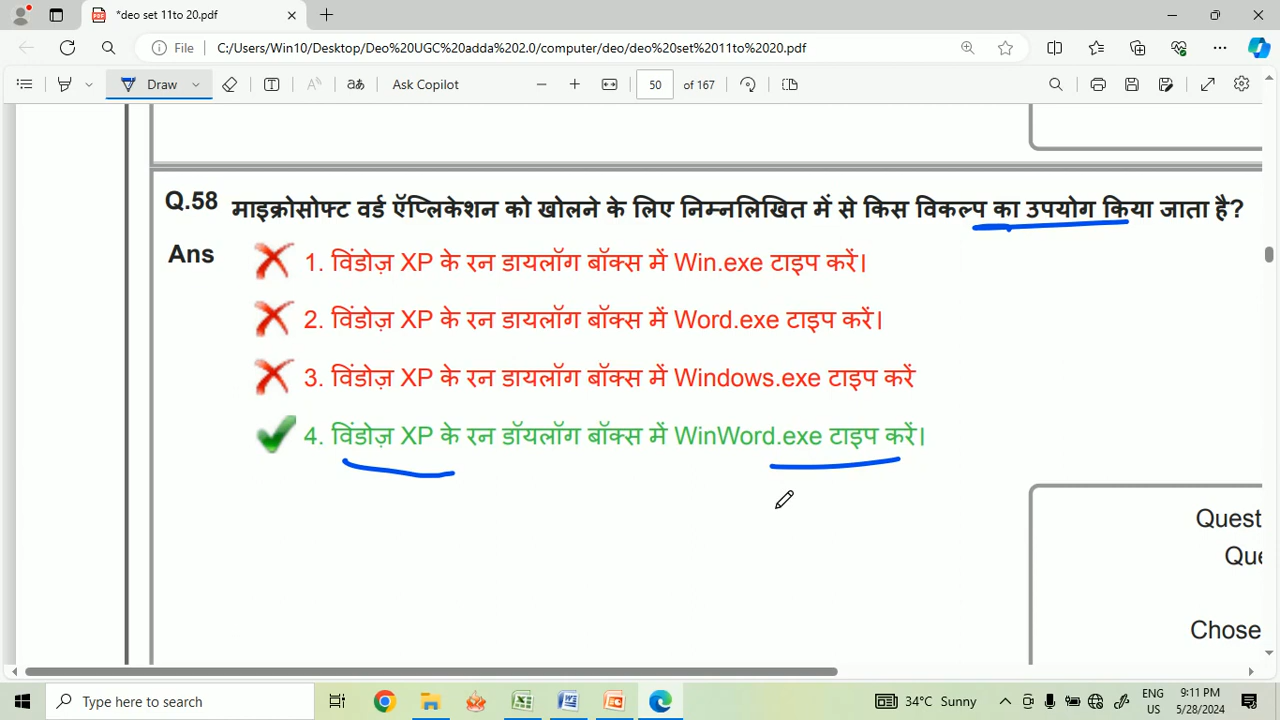 *deo set 11to 20.pdf
File
C:/Users/Win10/Desktop/Deo%20UGC%20adda%202.0/computer/deo/deo%20set%2011to%2020.pdf
Draw
aあ
Ask Copilot
50 of 167
Q.58 माइक्रोसोफ्ट वर्ड ऍप्लिकेशन को खोलने के लिए निम्नलिखित में से किस विकल्प का उपयोग किया जाता है?
Ans
1. विंडोज़ XP के रन डायलॉग बॉक्स में Win.exe टाइप करें।
2. विंडोज़ XP के रन डायलॉग बॉक्स में Word.exe टाइप करें।
3. विंडोज़ XP के रन डायलॉग बॉक्स में Windows.exe टाइप करें
4. विंडोज़ XP के रन डॉयलॉग बॉक्स में WinWord.exe टाइप करें।
Quest
Que
Chose
Type here to search
34°C Sunny
ENG
US
9:11 PM
5/28/2024